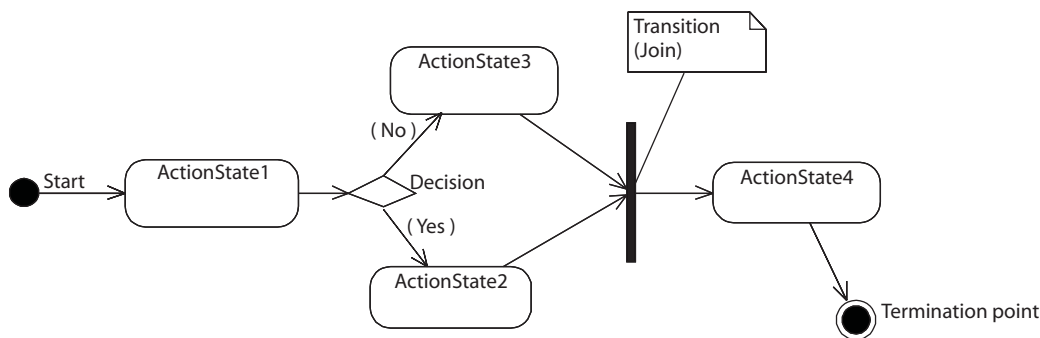 Start
ActionState1
( No )
Decision
( Yes )
ActionState3
ActionState2
Transition
(Join)
ActionState4
Termination point